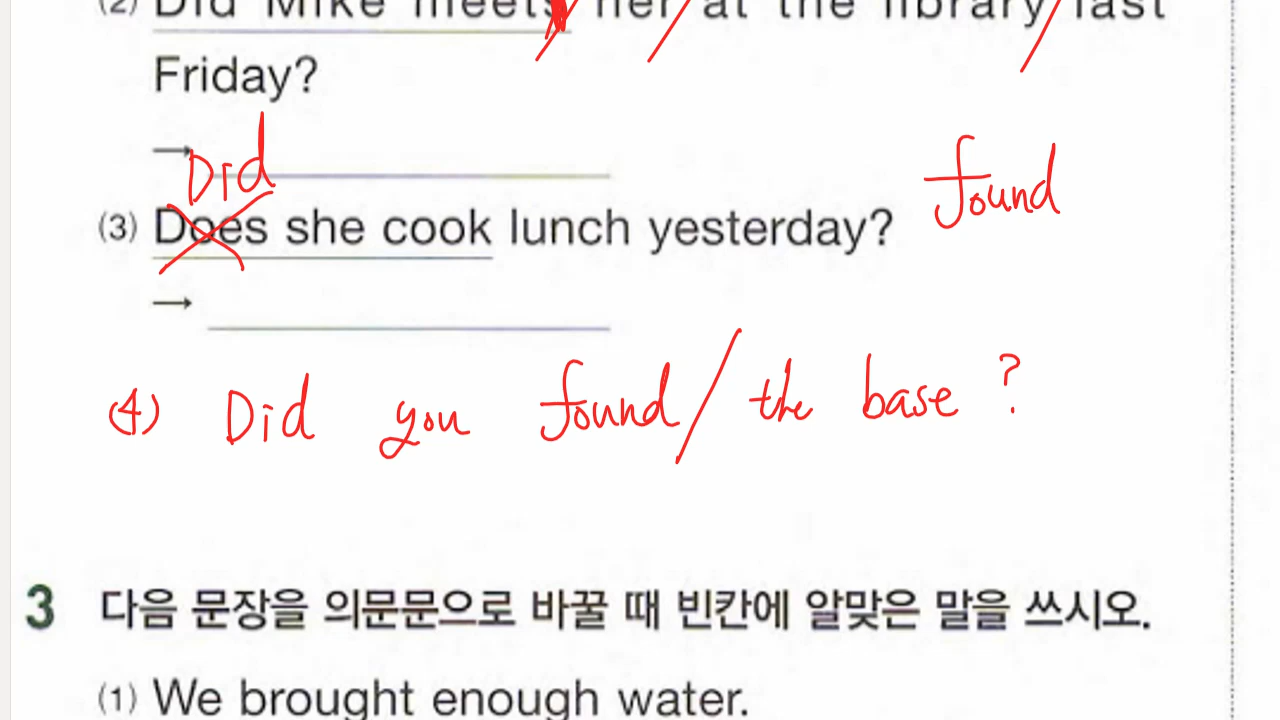 (2) Did Mike meets her at the library last
Friday?
→
Did
(3) Does she cook lunch yesterday?
found
→
(4) Did you found / the base ?
3 다음 문장을 의문문으로 바꿀 때 빈칸에 알맞은 말을 쓰시오.
(1) We brought enough water.